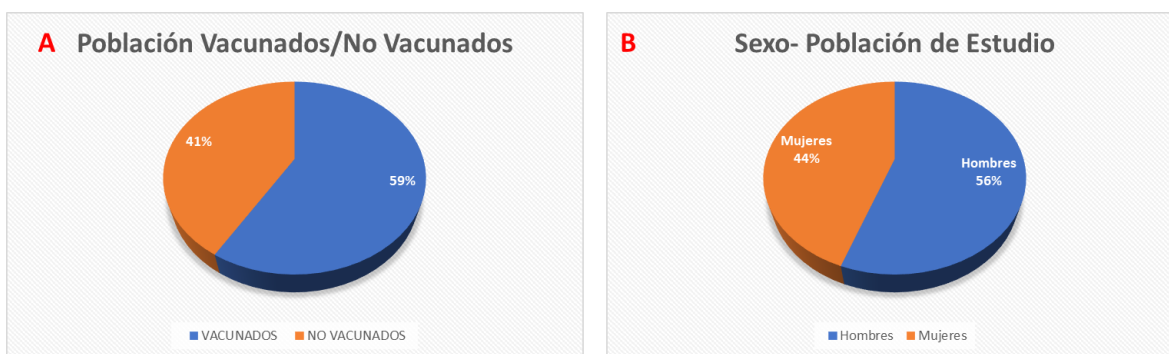 A Población Vacunados/No Vacunados
41%
59%
VACUNADOS NO VACUNADOS
B Sexo- Población de Estudio
Mujeres
44%
Hombres
56%
Hombres Mujeres